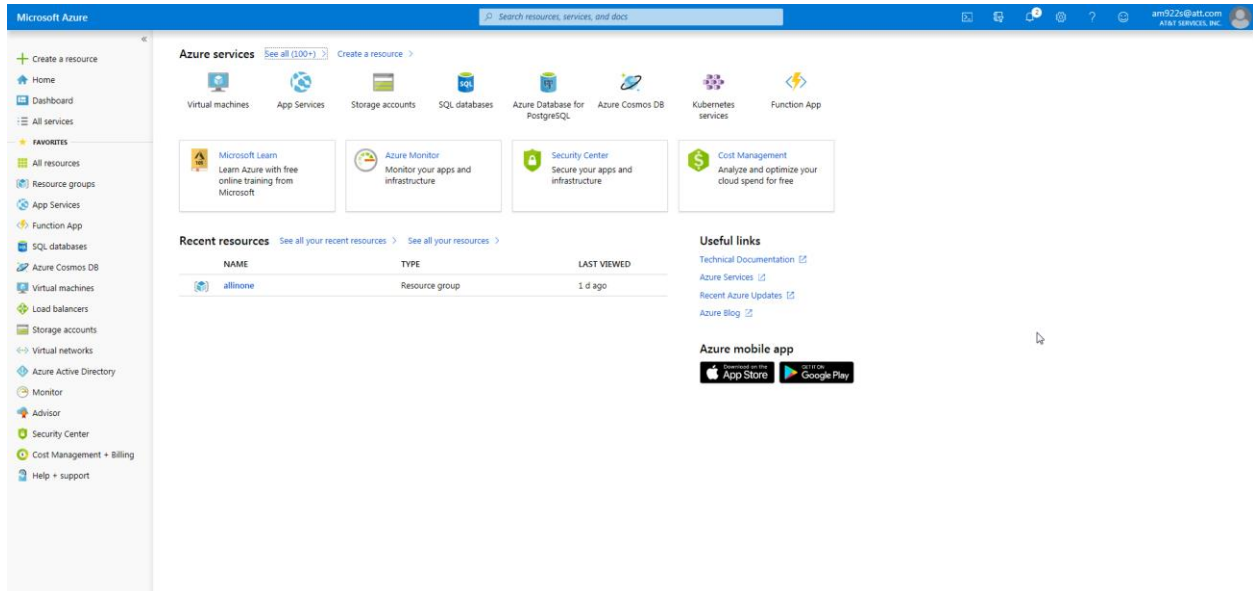 Microsoft Azure
Search resources, services, and docs
2
?
am922s@att.com
AT&T SERVICES, INC.
«
Create a resource
Home
Dashboard
All services
FAVORITES
All resources
Resource groups
App Services
Function App
SQL databases
Azure Cosmos DB
Virtual machines
Load balancers
Storage accounts
Virtual networks
Azure Active Directory
Monitor
Advisor
Security Center
Cost Management + Billing
Help + support
Azure services See all (100+) > Create a resource >
Virtual machines
App Services
Storage accounts
SQL
SQL databases
Azure Database for
PostgreSQL
Azure Cosmos DB
Kubernetes
services
Function App
Microsoft Learn
Learn Azure with free
online training from
Microsoft
Azure Monitor
Monitor your apps and
infrastructure
Security Center
Secure your apps and
infrastructure
$
Cost Management
Analyze and optimize your
cloud spend for free
Recent resources See all your recent resources > See all your resources >
NAME TYPE LAST VIEWED
allinone Resource group 1 d ago
Useful links
Technical Documentation
Azure Services
Recent Azure Updates
Azure Blog
Azure mobile app
Download on the
App Store
GET IT ON
Google Play